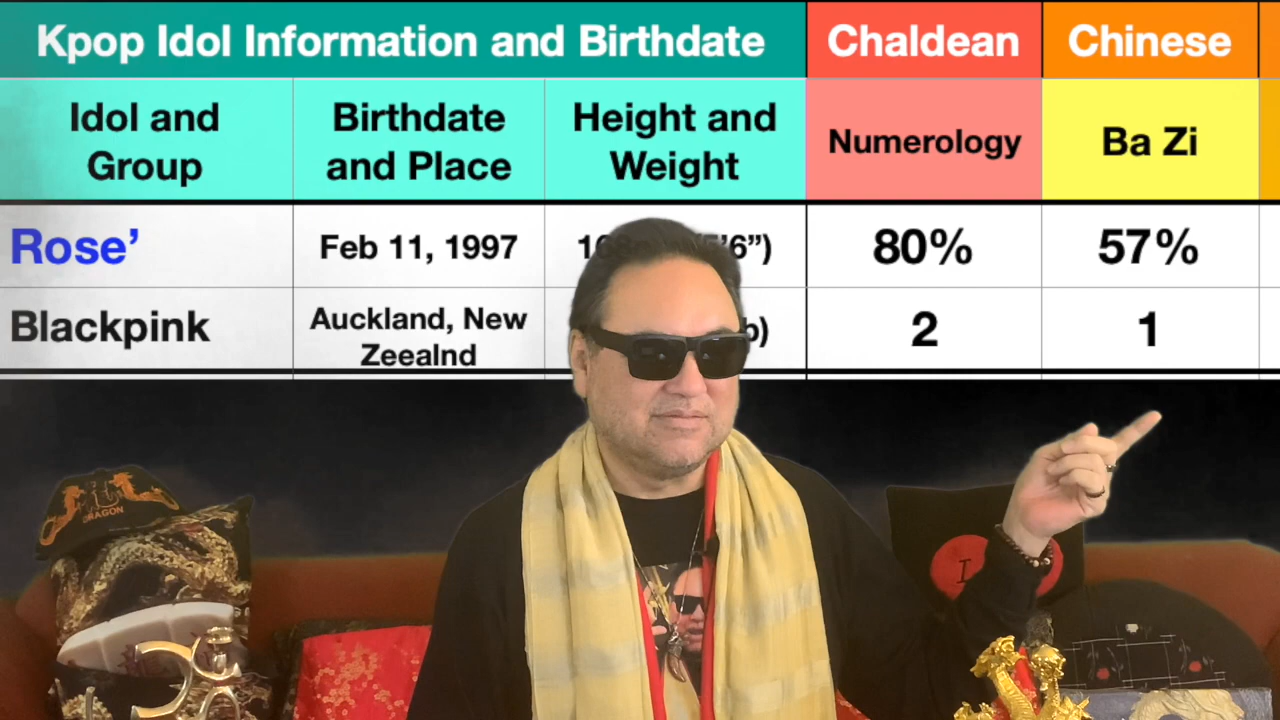 Kpop Idol Information and Birthdate
Chaldean
Chinese
Idol and
Group
Birthdate
and Place
Height and
Weight
Numerology
Ba Zi
Rose’
Feb 11, 1997
80%
57%
Blackpink
Auckland, New
Zeealnd
2
1
DRAGON
I